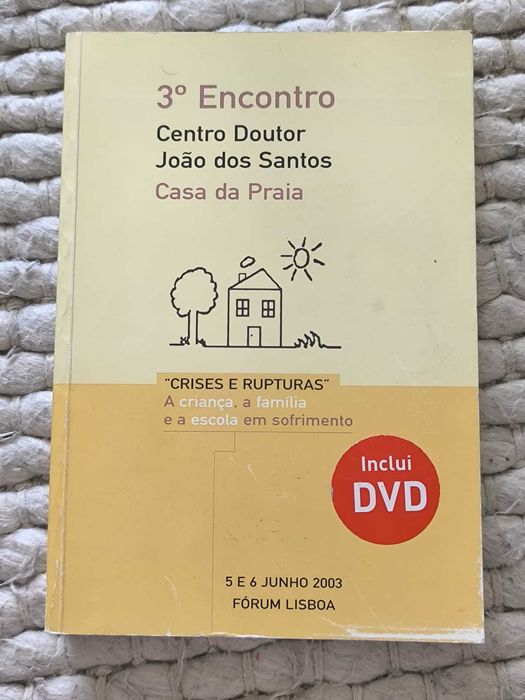 3º Encontro
Centro Doutor
João dos Santos
Casa da Praia
"CRISES E RUPTURAS"
A criança, a família
e a escola em sofrimento
Inclui
DVD
5 E 6 JUNHO 2003
FÓRUM LISBOA